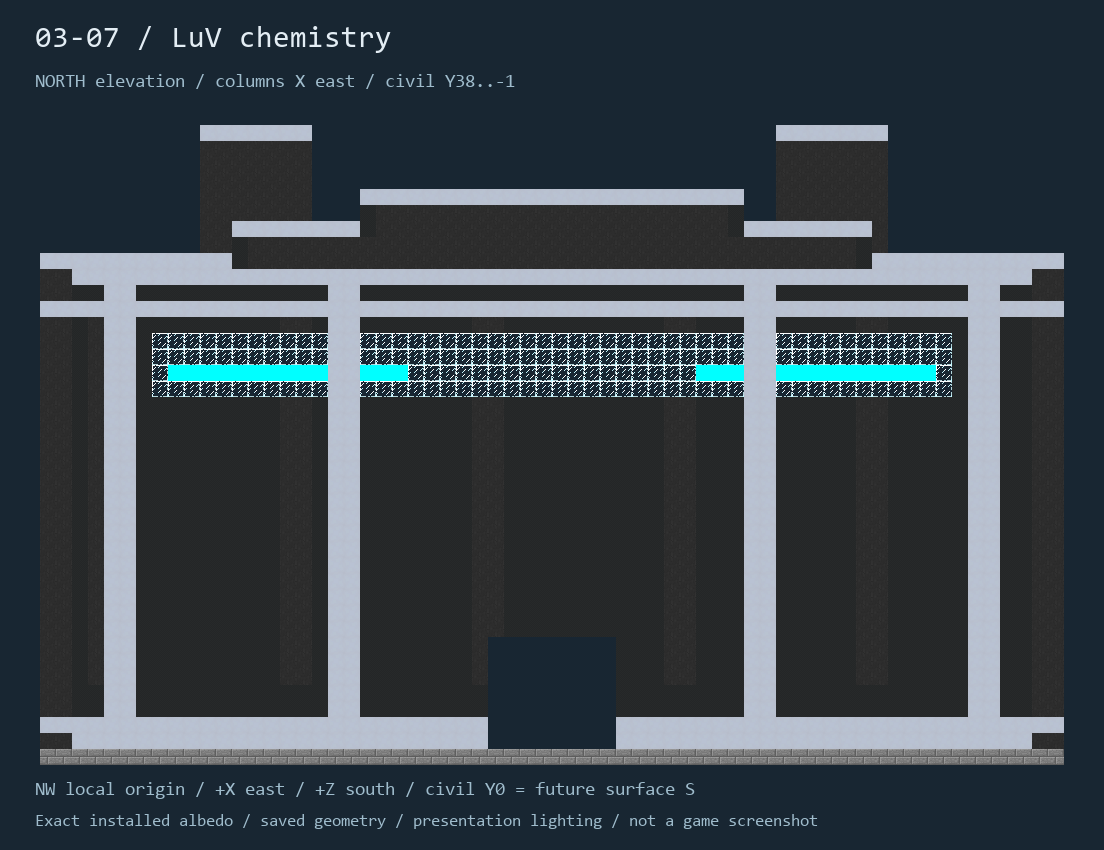 03-07 / LuV chemistry
NORTH elevation / columns X east / civil Y38..-1
NW local origin / +X east / +Z south / civil Y0 = future surface S
Exact installed albedo / saved geometry / presentation lighting / not a game screenshot